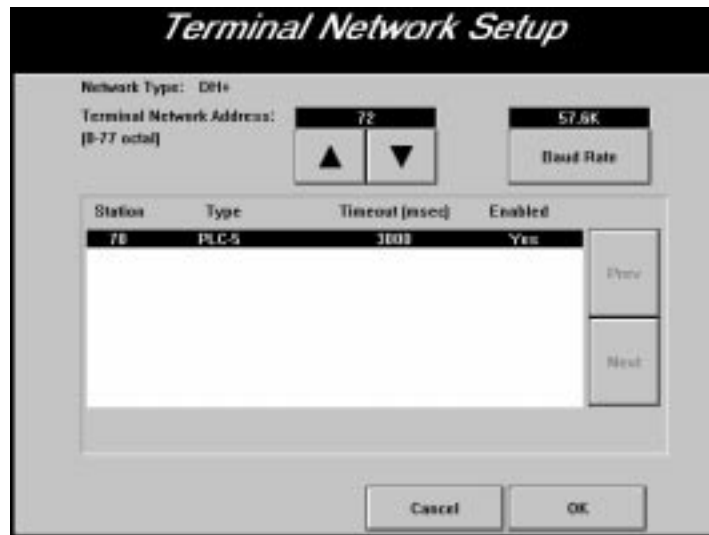 Terminal Network Setup
Network Type: DH+
Terminal Network Address:
(0-77 octal)
72
57.6K
Baud Rate
Station Type Timeout (msec) Enabled
70 PLC-5 3000 Yes
Prev
Next
Cancel OK